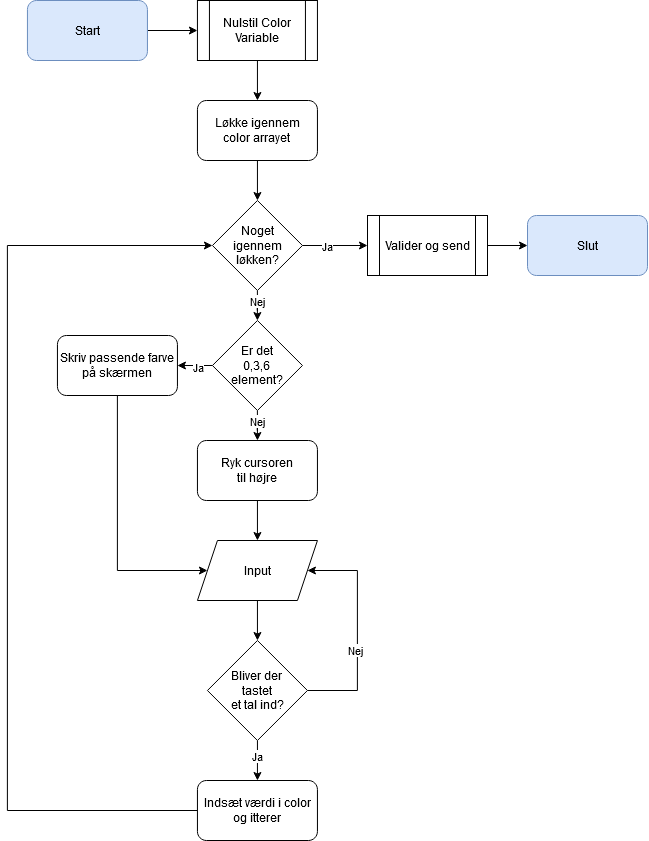 Start
Nulstil Color
Variable
Løkke igennem
color arrayet
Noget
igennem
løkken?
Ja
Valider og send
Slut
Nej
Er det
0,3,6
element?
Ja
Skriv passende farve
på skærmen
Nej
Ryk cursoren
til højre
Input
Bliver der
tastet
et tal ind?
Nej
Ja
Indsæt værdi i color
og itterer